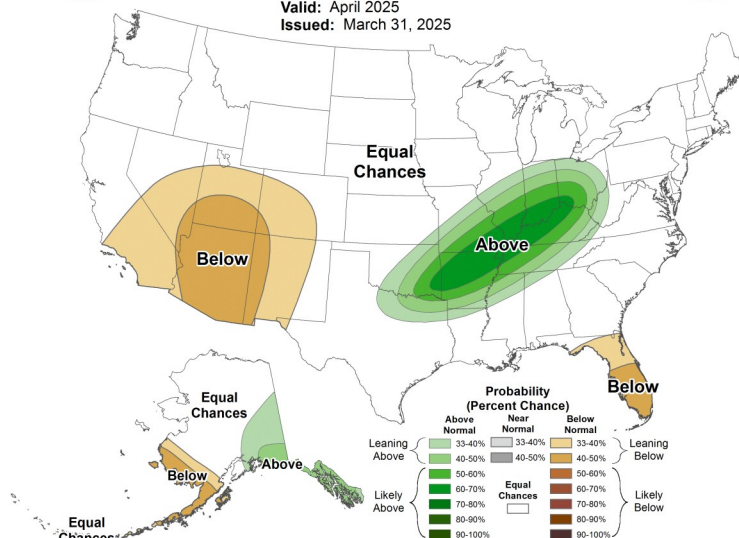 Valid: April 2025
Issued: March 31, 2025
Equal
Chances
Below
Above
Below
Equal
Chances
Above
Below
Equal
Chances
Probability
(Percent Chance)
Above
Normal
Near
Normal
Below
Normal
Leaning
Above
33-40%
40-50%
33-40%
40-50%
33-40%
40-50%
Leaning
Below
Likely
Above
50-60%
60-70%
70-80%
80-90%
90-100%
Equal
Chances
50-60%
60-70%
70-80%
80-90%
90-100%
Likely
Below